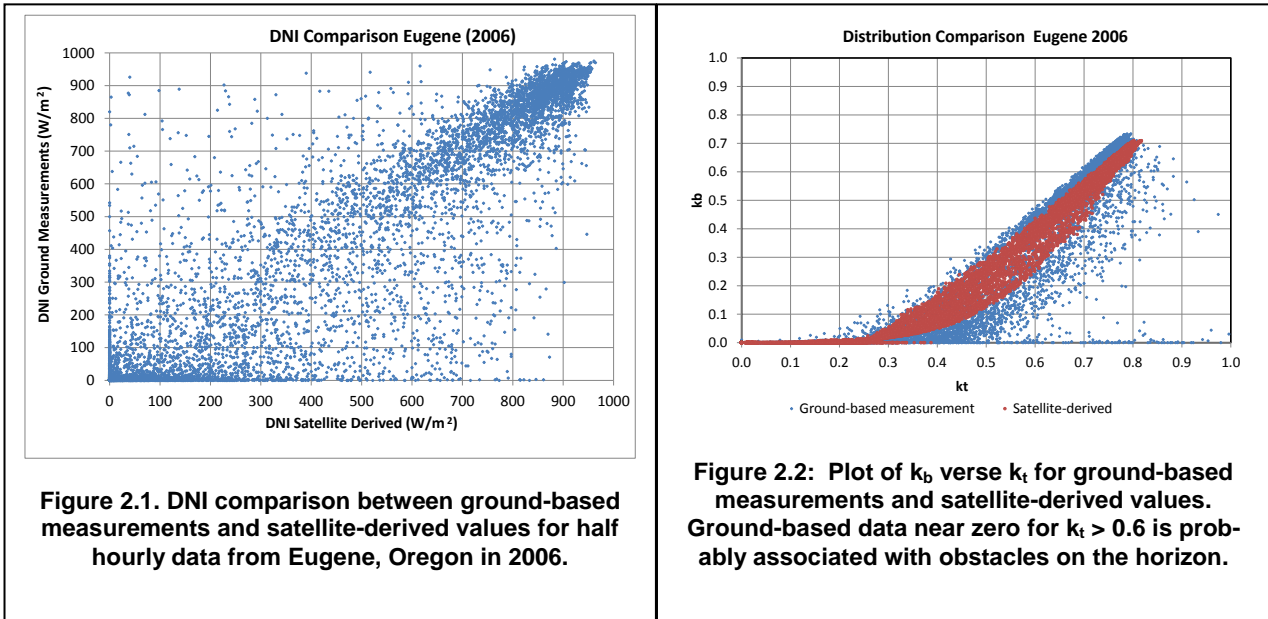 DNI Comparison Eugene (2006)
DNI Ground Measurements (W/m²)
1000
900
800
700
600
500
400
300
200
100
0
0 100 200 300 400 500 600 700 800 900 1000
DNI Satellite Derived (W/m²)
Figure 2.1. DNI comparison between ground-based
measurements and satellite-derived values for half
hourly data from Eugene, Oregon in 2006.
Distribution Comparison Eugene 2006
kb
1.0
0.9
0.8
0.7
0.6
0.5
0.4
0.3
0.2
0.1
0.0
0.0 0.1 0.2 0.3 0.4 0.5 0.6 0.7 0.8 0.9 1.0
kt
Ground-based measurement Satellite-derived
Figure 2.2: Plot of kb verse kt for ground-based
measurements and satellite-derived values.
Ground-based data near zero for kt > 0.6 is prob-
ably associated with obstacles on the horizon.